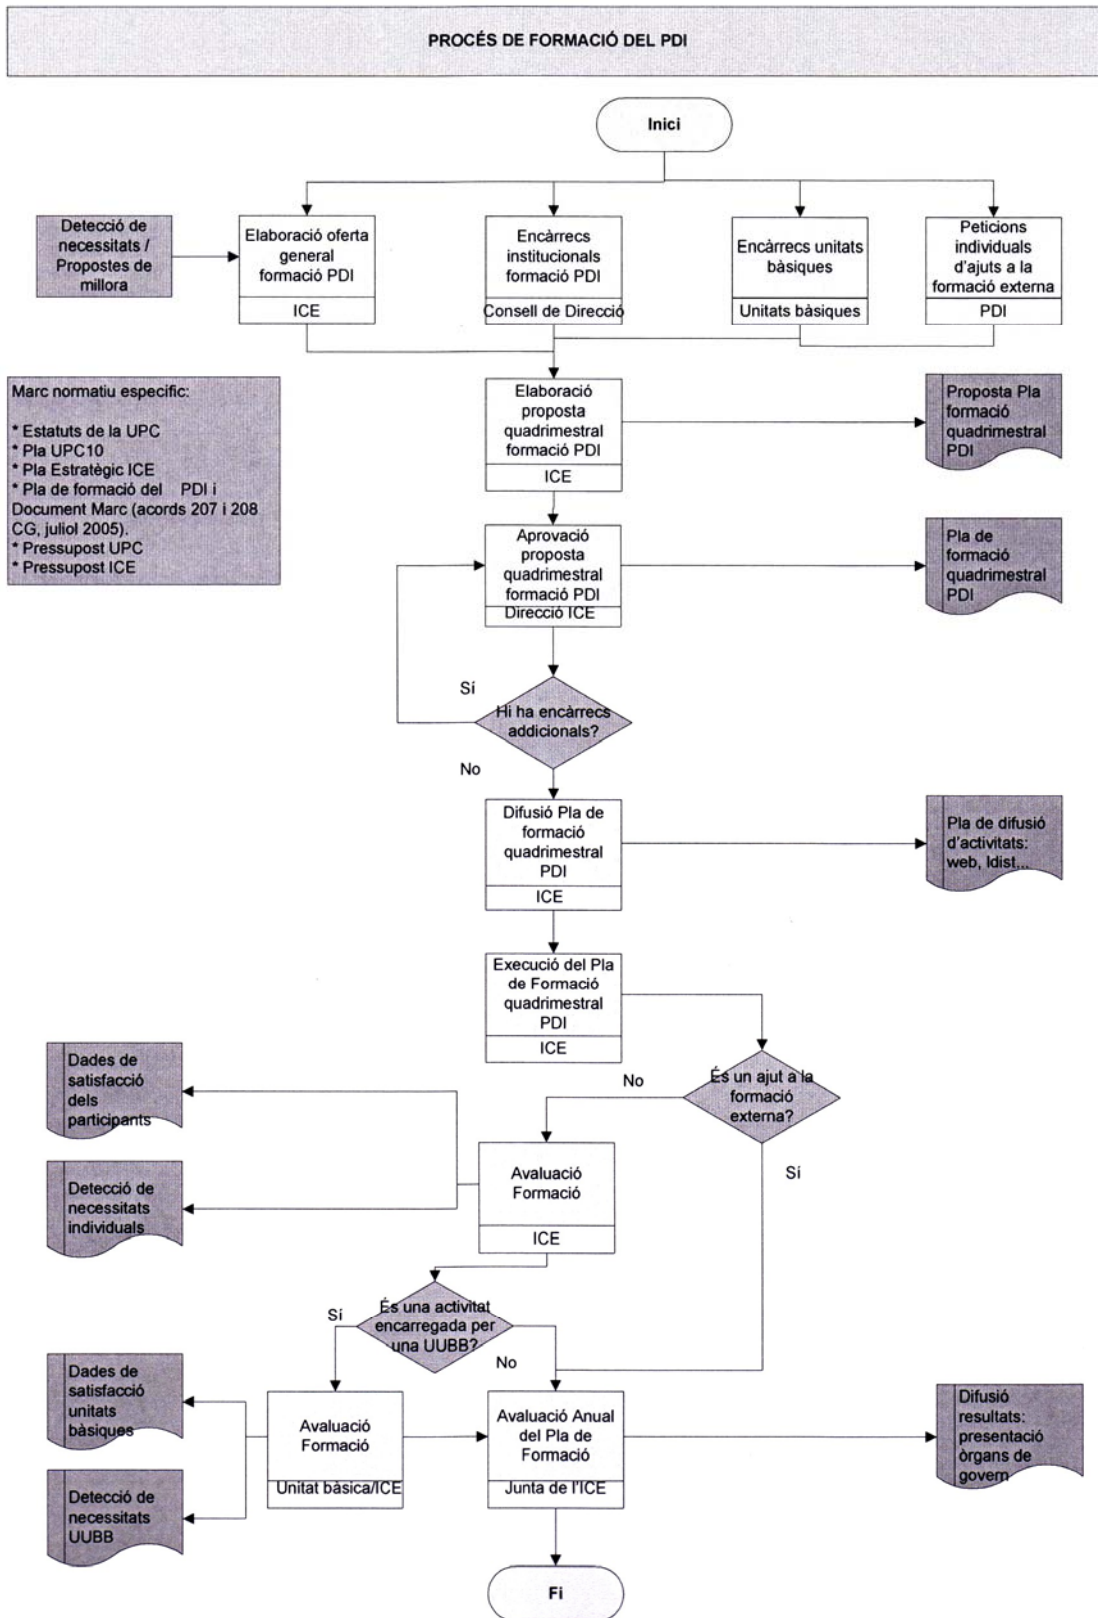 PROCÉS DE FORMACIÓ DEL PDI
Inici
Detecció de
necessitats /
Propostes de
millora
Elaboració oferta
general
formació PDI
ICE
Encàrrecs
institucionals
formació PDI
Consell de Direcció
Encàrrecs unitats
bàsiques
Unitats bàsiques
Peticions
individuals
d'ajuts a la
formació externa
PDI
Marc normatiu especific:
* Estatuts de la UPC
* Pla UPC10
* Pla Estratègic ICE
* Pla de formació del PDI i
Document Marc (acords 207 i 208
CG, juliol 2005).
* Pressupost UPC
* Pressupost ICE
Elaboració
proposta
quadrimestral
formació PDI
ICE
Proposta Pla
formació
quadrimestral
PDI
Aprovació
proposta
quadrimestral
formació PDI
Direcció ICE
Pla de
formació
quadrimestral
PDI
Sí
Hi ha encàrrecs
addicionals?
No
Difusió Pla de
formació
quadrimestral
PDI
ICE
Pla de difusió
d'activitats:
web, ldist...
Execució del Pla
de Formació
quadrimestral
PDI
ICE
És un ajut a la
formació
externa?
No
Sí
Dades de
satisfacció
dels
participants
Detecció de
necessitats
individuals
Avaluació
Formació
ICE
És una activitat
encarregada per
una UUBB?
Sí
No
Dades de
satisfacció
unitats
bàsiques
Detecció de
necessitats
UUBB
Avaluació
Formació
Unitat bàsica/ICE
Avaluació Anual
del Pla de
Formació
Junta de l'ICE
Difusió
resultats:
presentació
òrgans de
govern
Fi